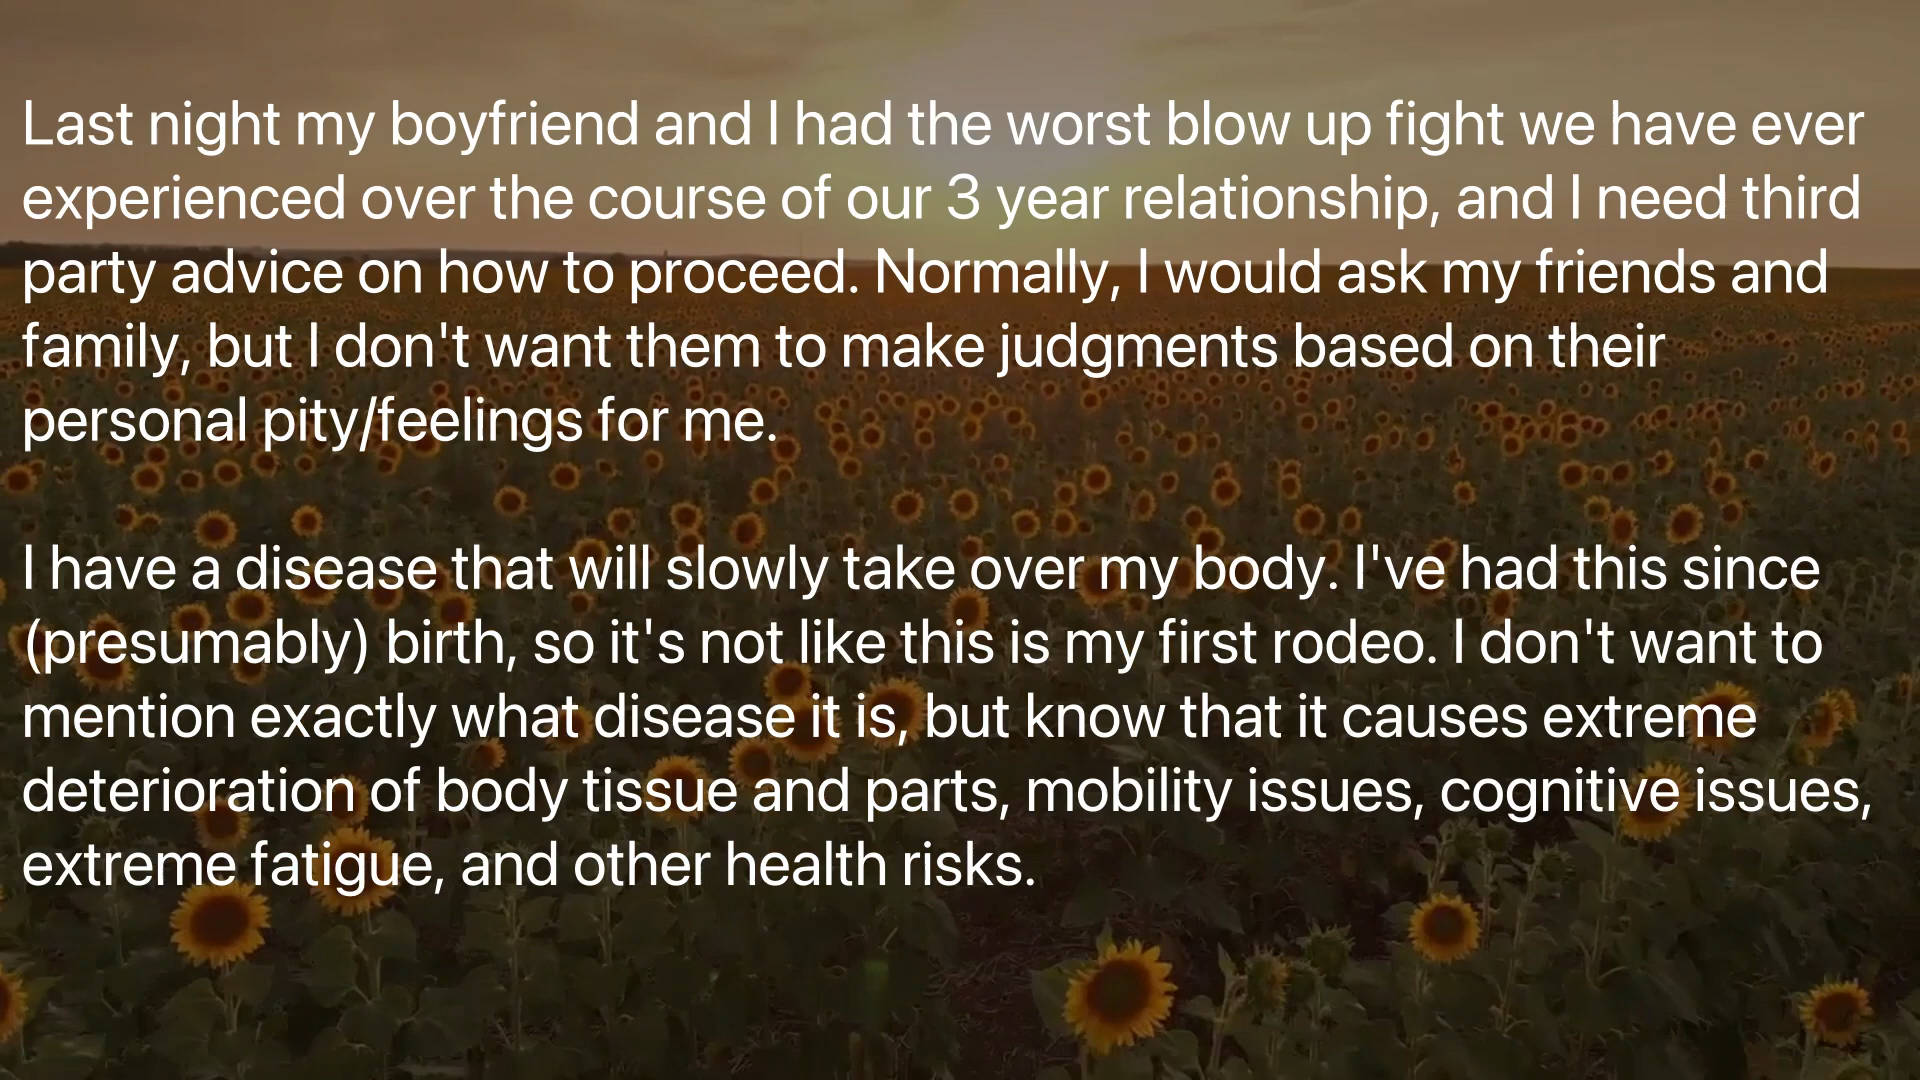 Last night my boyfriend and I had the worst blow up fight we have ever
experienced over the course of our 3 year relationship, and I need third
party advice on how to proceed. Normally, I would ask my friends and
family, but I don't want them to make judgments based on their
personal pity/feelings for me.
I have a disease that will slowly take over my body. I've had this since
(presumably) birth, so it's not like this is my first rodeo. I don't want to
mention exactly what disease it is, but know that it causes extreme
deterioration of body tissue and parts, mobility issues, cognitive issues,
extreme fatigue, and other health risks.